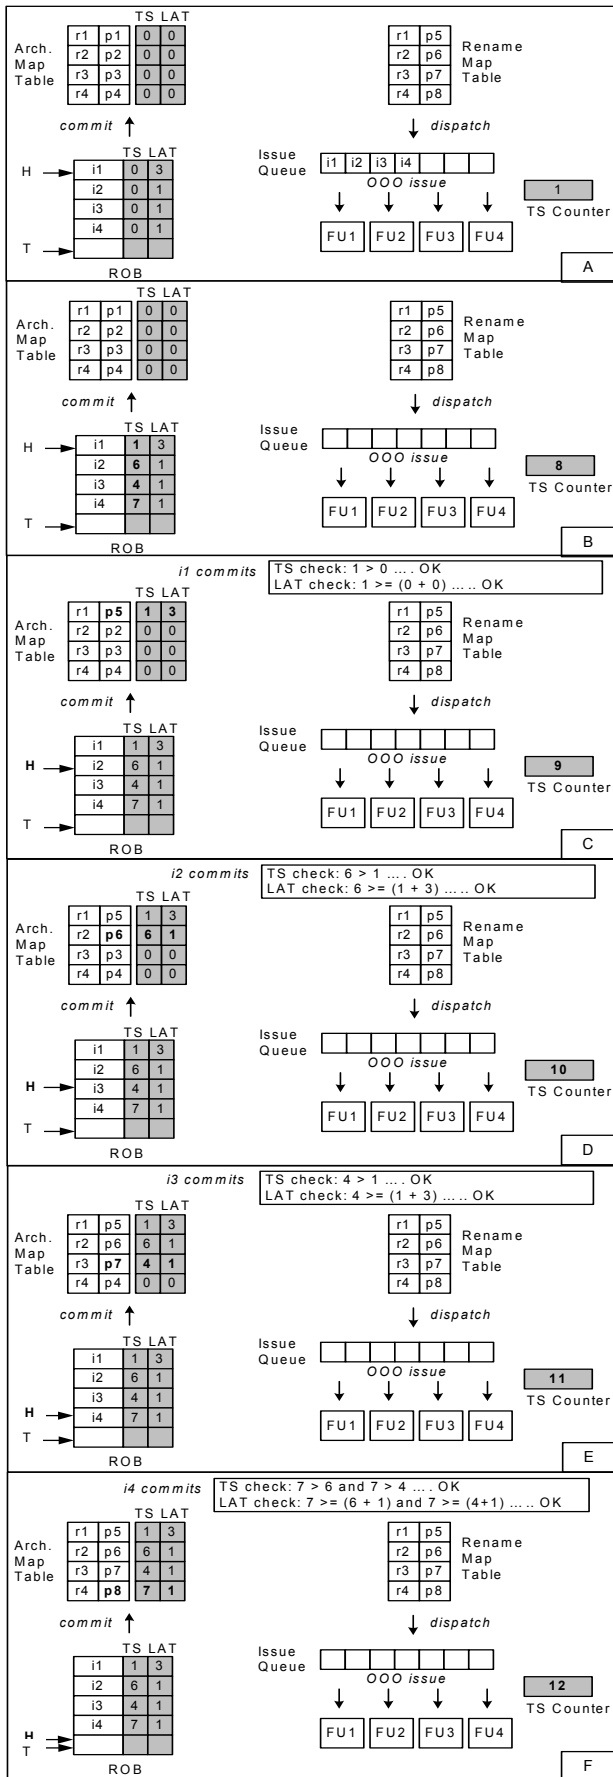 TS LAT
Arch. Map Table
r1 p1 0 0
r2 p2 0 0
r3 p3 0 0
r4 p4 0 0
Rename Map Table
r1 p5
r2 p6
r3 p7
r4 p8
commit
dispatch
TS LAT
H
T
i1 0 3
i2 0 1
i3 0 1
i4 0 1
ROB
Issue Queue
i1 i2 i3 i4
OOO issue
FU1 FU2 FU3 FU4
1
TS Counter
A
TS LAT
Arch. Map Table
r1 p1 0 0
r2 p2 0 0
r3 p3 0 0
r4 p4 0 0
Rename Map Table
r1 p5
r2 p6
r3 p7
r4 p8
commit
dispatch
TS LAT
H
T
i1 1 3
i2 6 1
i3 4 1
i4 7 1
ROB
Issue Queue
OOO issue
FU1 FU2 FU3 FU4
8
TS Counter
B
i1 commits
TS check: 1 > 0 .... OK
LAT check: 1 >= (0 + 0) ..... OK
TS LAT
Arch. Map Table
r1 p5 1 3
r2 p2 0 0
r3 p3 0 0
r4 p4 0 0
Rename Map Table
r1 p5
r2 p6
r3 p7
r4 p8
commit
dispatch
TS LAT
H
T
i1 1 3
i2 6 1
i3 4 1
i4 7 1
ROB
Issue Queue
OOO issue
FU1 FU2 FU3 FU4
9
TS Counter
C
i2 commits
TS check: 6 > 1 .... OK
LAT check: 6 >= (1 + 3) ..... OK
TS LAT
Arch. Map Table
r1 p5 1 3
r2 p6 6 1
r3 p3 0 0
r4 p4 0 0
Rename Map Table
r1 p5
r2 p6
r3 p7
r4 p8
commit
dispatch
TS LAT
H
T
i1 1 3
i2 6 1
i3 4 1
i4 7 1
ROB
Issue Queue
OOO issue
FU1 FU2 FU3 FU4
10
TS Counter
D
i3 commits
TS check: 4 > 1 .... OK
LAT check: 4 >= (1 + 3) ..... OK
TS LAT
Arch. Map Table
r1 p5 1 3
r2 p6 6 1
r3 p7 4 1
r4 p4 0 0
Rename Map Table
r1 p5
r2 p6
r3 p7
r4 p8
commit
dispatch
TS LAT
H
T
i1 1 3
i2 6 1
i3 4 1
i4 7 1
ROB
Issue Queue
OOO issue
FU1 FU2 FU3 FU4
11
TS Counter
E
i4 commits
TS check: 7 > 6 and 7 > 4 .... OK
LAT check: 7 >= (6 + 1) and 7 >= (4+1) ..... OK
TS LAT
Arch. Map Table
r1 p5 1 3
r2 p6 6 1
r3 p7 4 1
r4 p8 7 1
Rename Map Table
r1 p5
r2 p6
r3 p7
r4 p8
commit
dispatch
TS LAT
H
T
i1 1 3
i2 6 1
i3 4 1
i4 7 1
ROB
Issue Queue
OOO issue
FU1 FU2 FU3 FU4
12
TS Counter
F